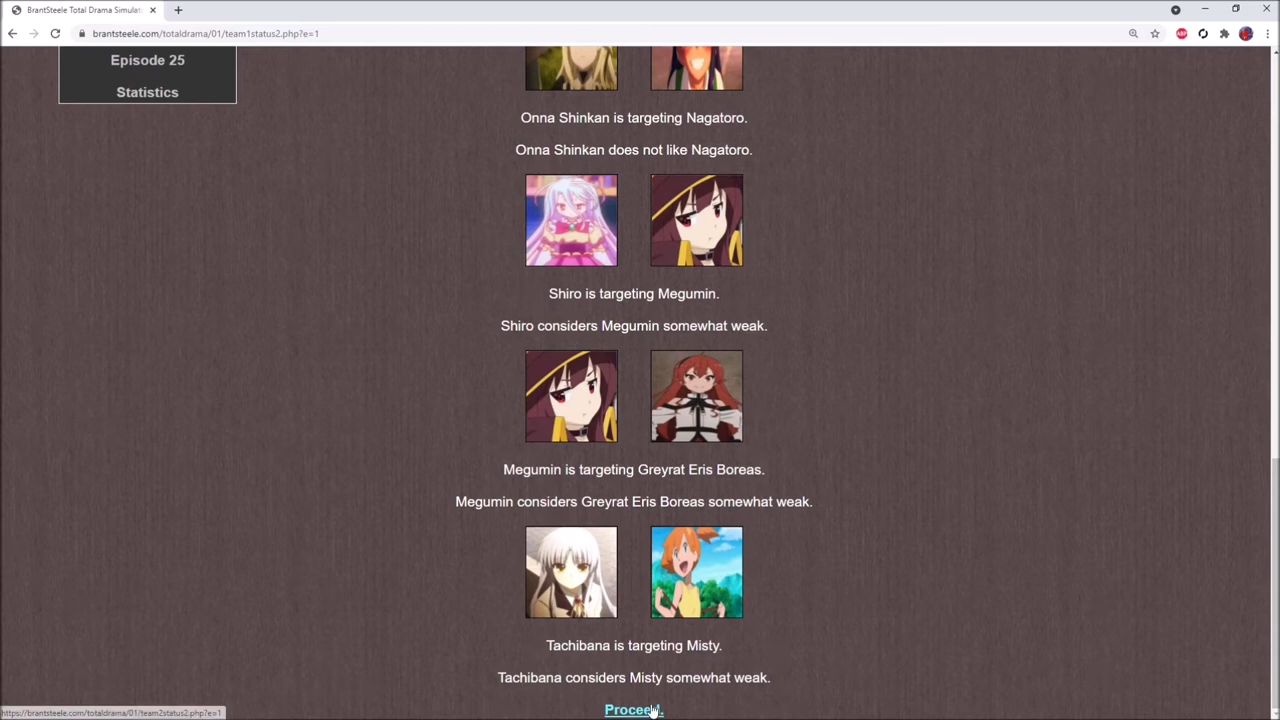 BrantSteele Total Drama Simulat
brantsteele.com/totaldrama/01/team1status2.php?e=1
ABP
Episode 25
Statistics
Onna Shinkan is targeting Nagatoro.
Onna Shinkan does not like Nagatoro.
Shiro is targeting Megumin.
Shiro considers Megumin somewhat weak.
Megumin is targeting Greyrat Eris Boreas.
Megumin considers Greyrat Eris Boreas somewhat weak.
Tachibana is targeting Misty.
Tachibana considers Misty somewhat weak.
Proceed.
https://brantsteele.com/totaldrama/01/team2status2.php?e=1